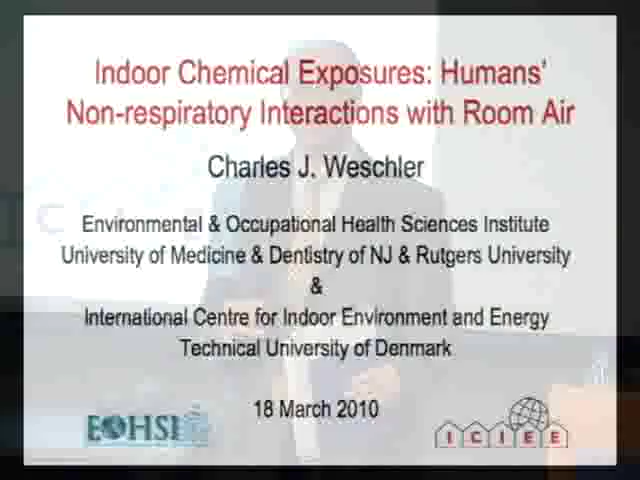 Indoor Chemical Exposures: Humans'
Non-respiratory Interactions with Room Air
Charles J. Weschler
Environmental & Occupational Health Sciences Institute
University of Medicine & Dentistry of NJ & Rutgers University
&
International Centre for Indoor Environment and Energy
Technical University of Denmark
18 March 2010
EOHSI
ICIEE